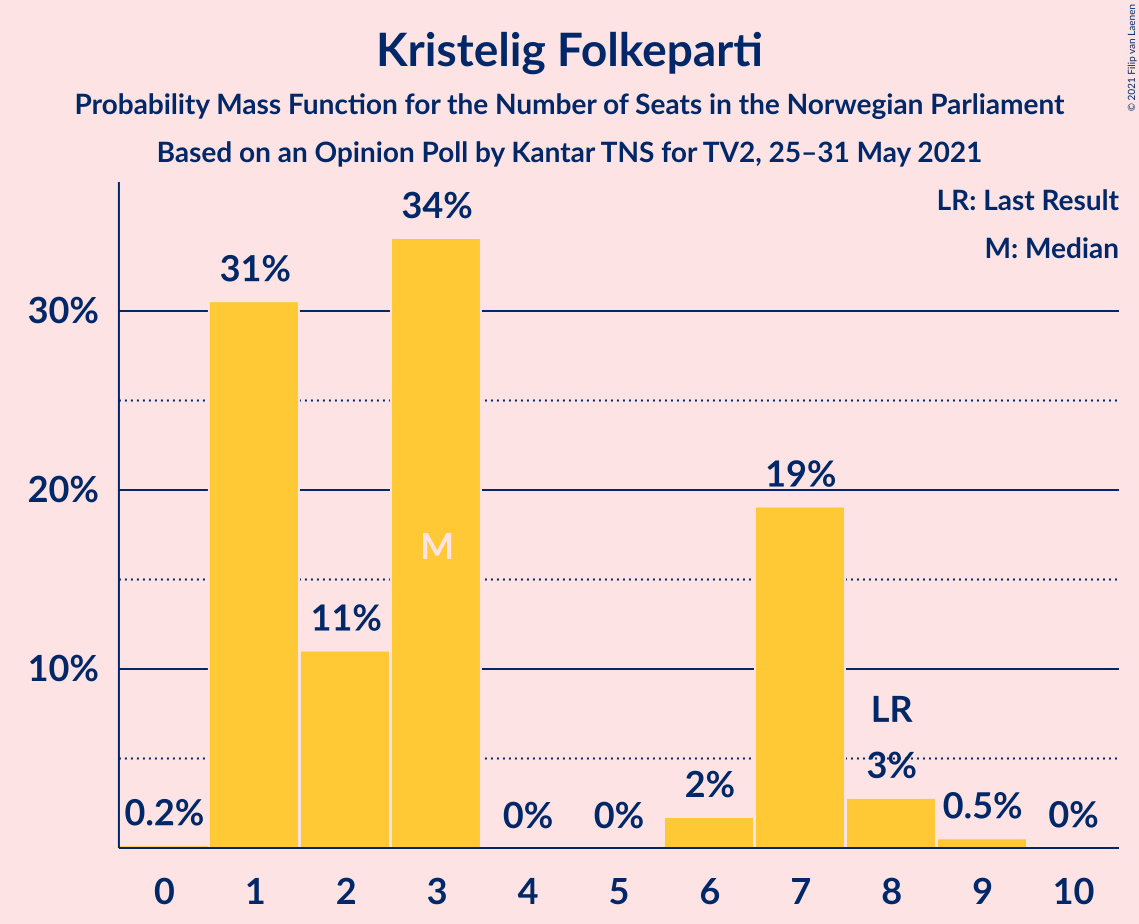 Kristelig Folkeparti
Probability Mass Function for the Number of Seats in the Norwegian Parliament
Based on an Opinion Poll by Kantar TNS for TV2, 25–31 May 2021
© 2021 Filip van Laenen
LR: Last Result
M: Median
34%
31%
30%
20%
19%
M
11%
10%
LR
3%
2%
0.2%
0%
0%
0.5%
0%
0 1 2 3 4 5 6 7 8 9 10